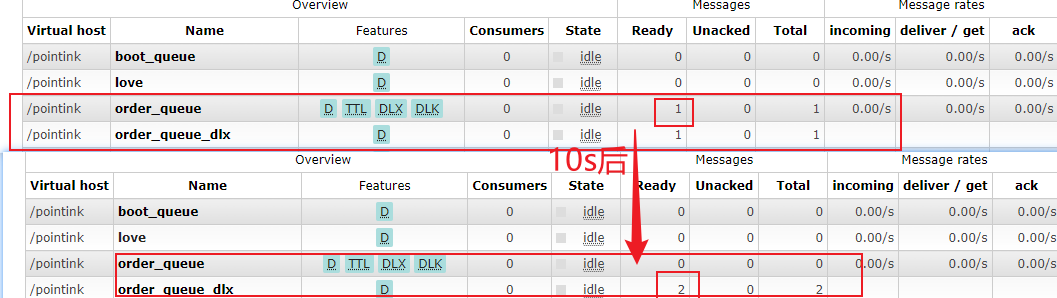 Overview Messages Message rates
Virtual host Name Features Consumers State Ready Unacked Total incoming deliver / get ack
/pointink boot_queue D 0 idle 0 0 0 0.00/s 0.00/s 0.00/s
/pointink love D 0 idle 0 0 0 0.00/s 0.00/s 0.00/s
/pointink order_queue D TTL DLX DLK 0 idle 1 0 1 0.00/s 0.00/s 0.00/s
/pointink order_queue_dlx D 0 idle 1 0 1
10s后
Overview Messages Message rates
Virtual host Name Features Consumers State Ready Unacked Total incoming deliver / get ack
/pointink boot_queue D 0 idle 0 0 0 0.00/s 0.00/s 0.00/s
/pointink love D 0 idle 0 0 0 0.00/s 0.00/s 0.00/s
/pointink order_queue D TTL DLX DLK 0 idle 0 0 0 0.00/s 0.00/s 0.00/s
/pointink order_queue_dlx D 0 idle 2 0 2